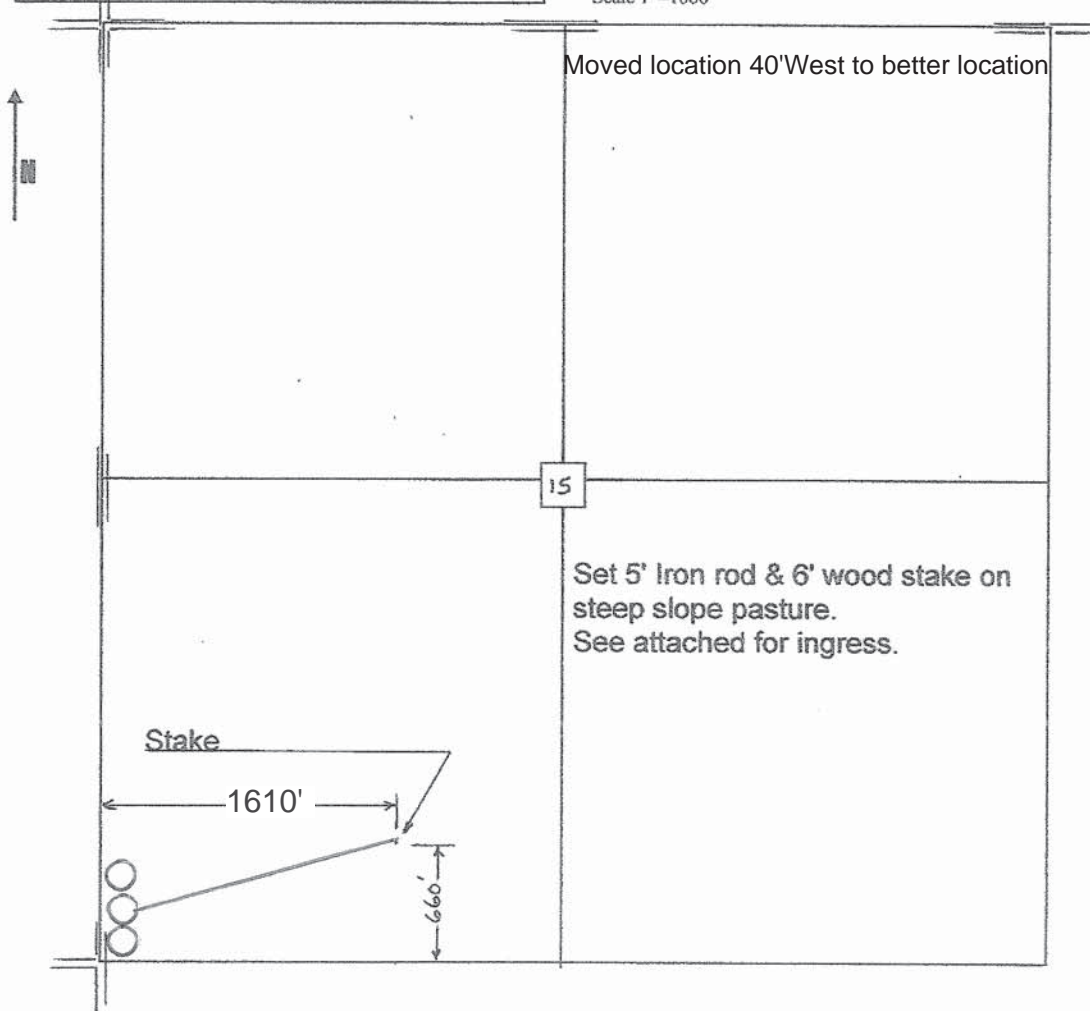 Moved location 40'West to better location
N
15
Set 5' Iron rod & 6' wood stake on
steep slope pasture.
See attached for ingress.
Stake
1610'
660'